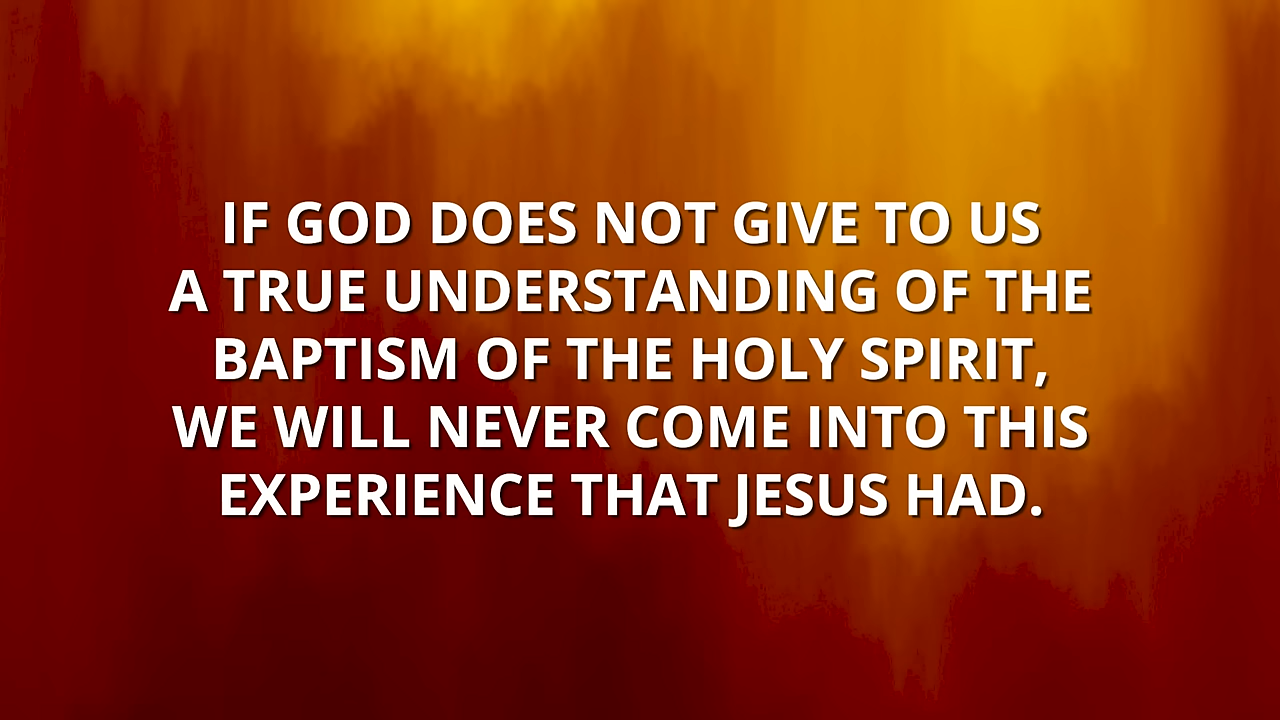 IF GOD DOES NOT GIVE TO US
A TRUE UNDERSTANDING OF THE
BAPTISM OF THE HOLY SPIRIT,
WE WILL NEVER COME INTO THIS
EXPERIENCE THAT JESUS HAD.